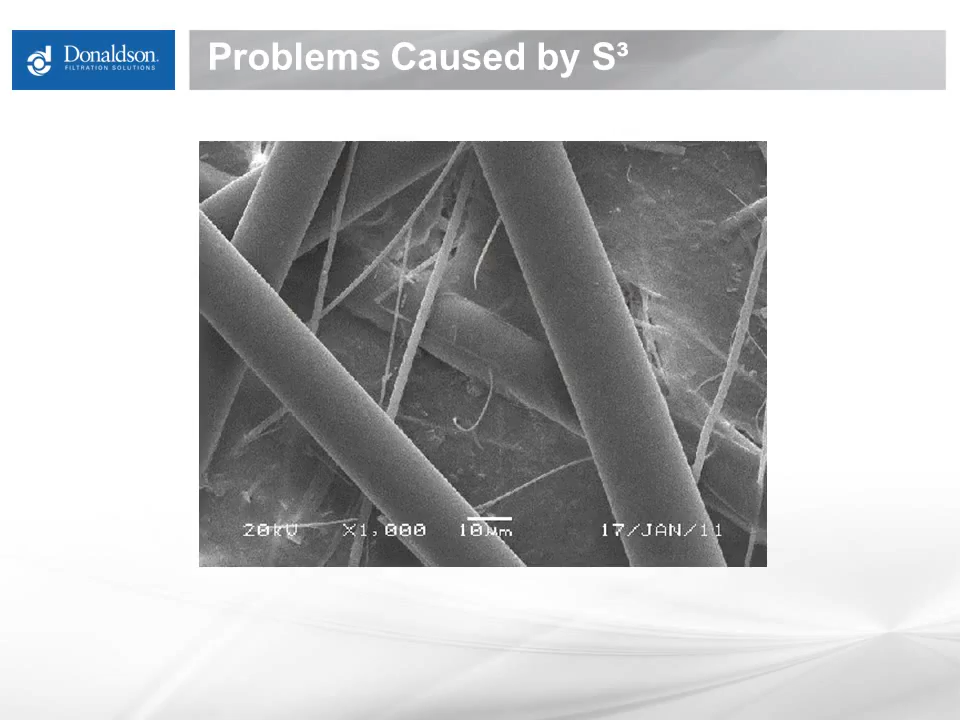 Donaldson.
FILTRATION SOLUTIONS
Problems Caused by S³
20kV X1,000 10µm 17/JAN/11